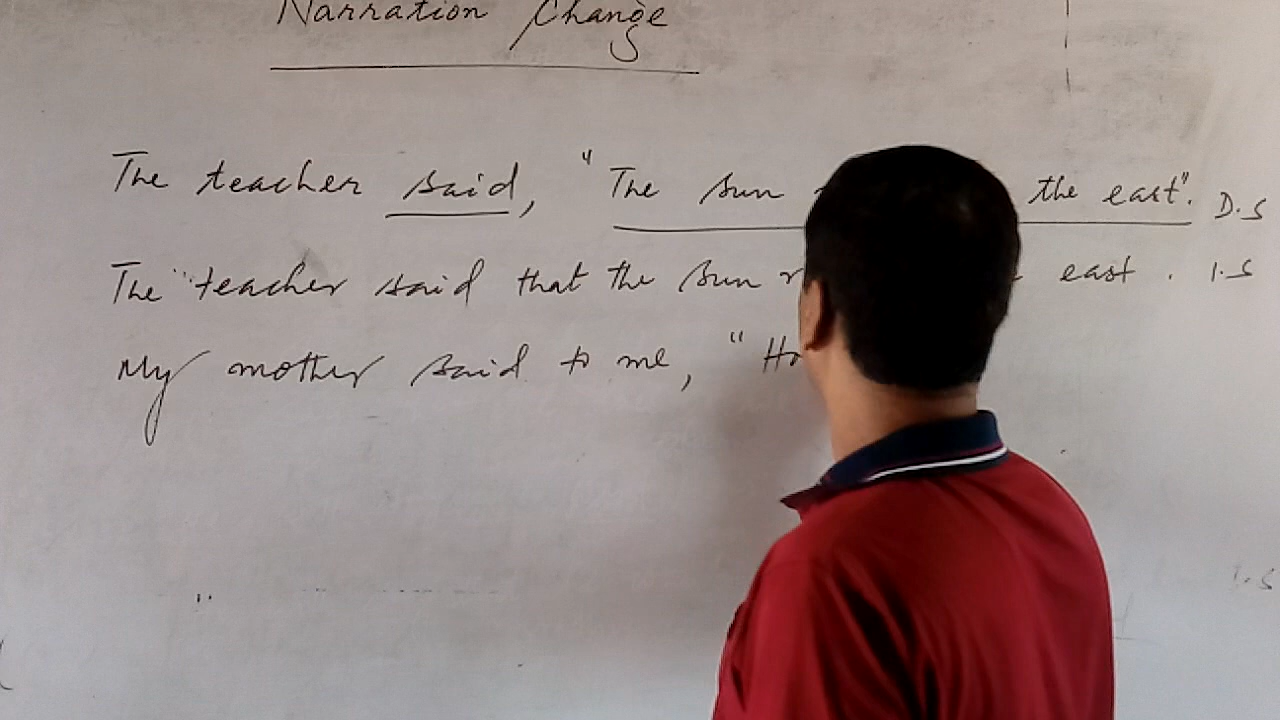 Narration Change
The teacher said, "The sun the east". D.S
The teacher said that the sun east. I.S
My mother said to me, "
I.S